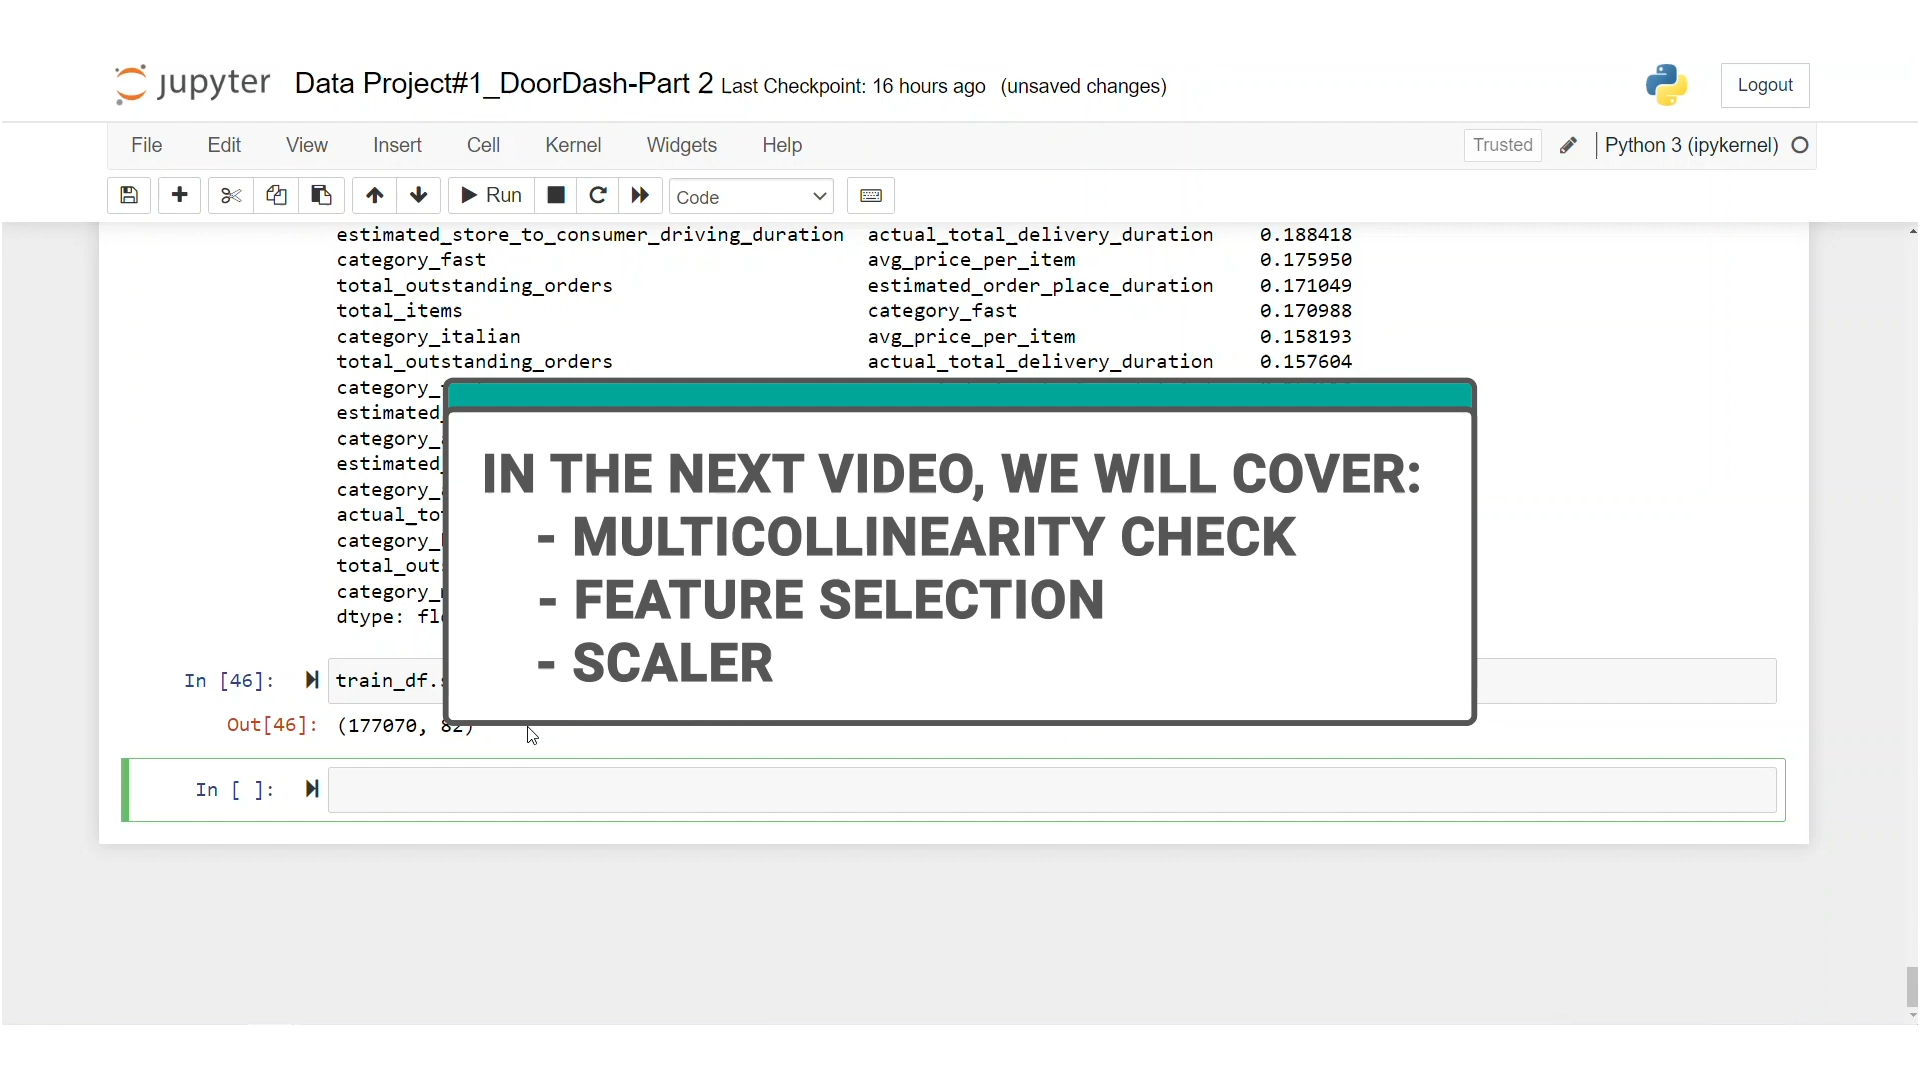 jupyter Data Project#1_DoorDash-Part 2 Last Checkpoint: 16 hours ago (unsaved changes) Logout
File Edit View Insert Cell Kernel Widgets Help Trusted Python 3 (ipykernel)
Run Code
estimated_store_to_consumer_driving_duration actual_total_delivery_duration 0.188418
category_fast avg_price_per_item 0.175950
total_outstanding_orders estimated_order_place_duration 0.171049
total_items category_fast 0.170988
category_italian avg_price_per_item 0.158193
total_outstanding_orders actual_total_delivery_duration 0.157604
category_
estimated_
category_
estimated_
category_
actual_to
category_
total_out
category_
dtype: fl
IN THE NEXT VIDEO, WE WILL COVER:
- MULTICOLLINEARITY CHECK
- FEATURE SELECTION
- SCALER
In [46]: train_df.
Out[46]: (177070, 82)
In [ ]: